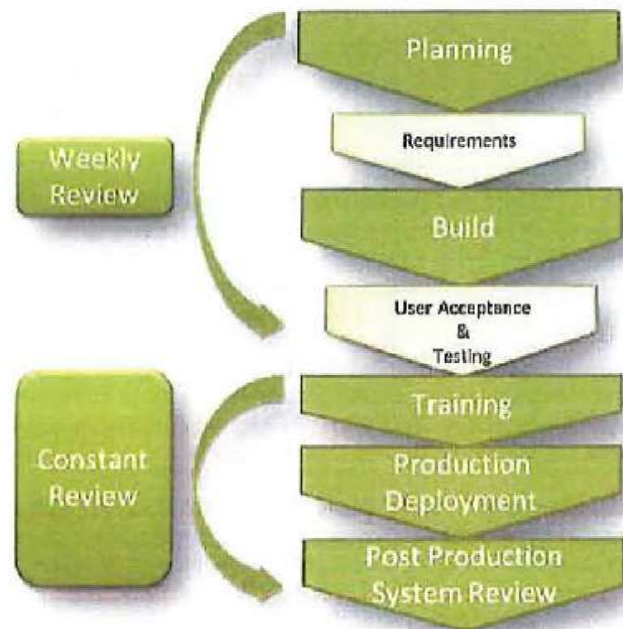 Planning
Requirements
Weekly
Review
Build
User Acceptance
&
Testing
Training
Constant
Review
Production
Deployment
Post Production
System Review